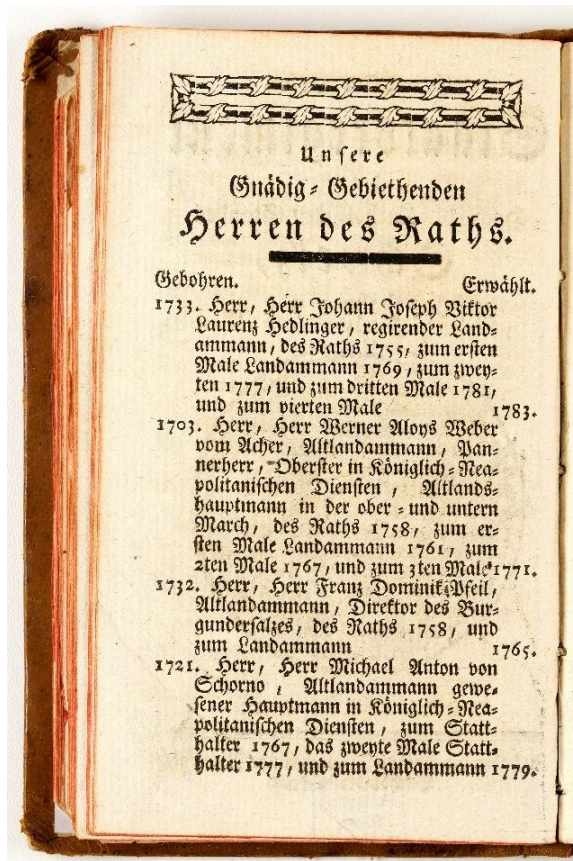 Unsere
Gnädig-Gebiethenden
Herren des Raths.
Gebohren. Erwählt.
1733. Herr, Herr Johann Joseph Viktor
Laurenz Hedlinger, regirender Land-
ammann, des Raths 1755, zum ersten
Male Landammann 1769, zum zwey-
ten 1777, und zum dritten Male 1781,
und zum vierten Male 1783.
1703. Herr, Herr Werner Aloys Weber
vom Acher, Altlandammann, Pan-
nerherr, Oberster in Königlich-Nea-
politanischen Diensten, Altlands-
hauptmann in der ober- und untern
March, des Raths 1758, zum er-
sten Male Landammann 1761, zum
2ten Male 1767, und zum 3ten Male 1771.
1732. Herr, Herr Franz Dominik Pfeil,
Altlandammann, Direktor des Bur-
gundersalzes, des Raths 1758, und
zum Landammann 1765.
1721. Herr, Herr Michael Anton von
Schorno, Altlandammann gewe-
sener Hauptmann in Königlich-Nea-
politanischen Diensten, zum Statt-
halter 1767, das zweyte Male Statt-
halter 1777, und zum Landammann 1779.